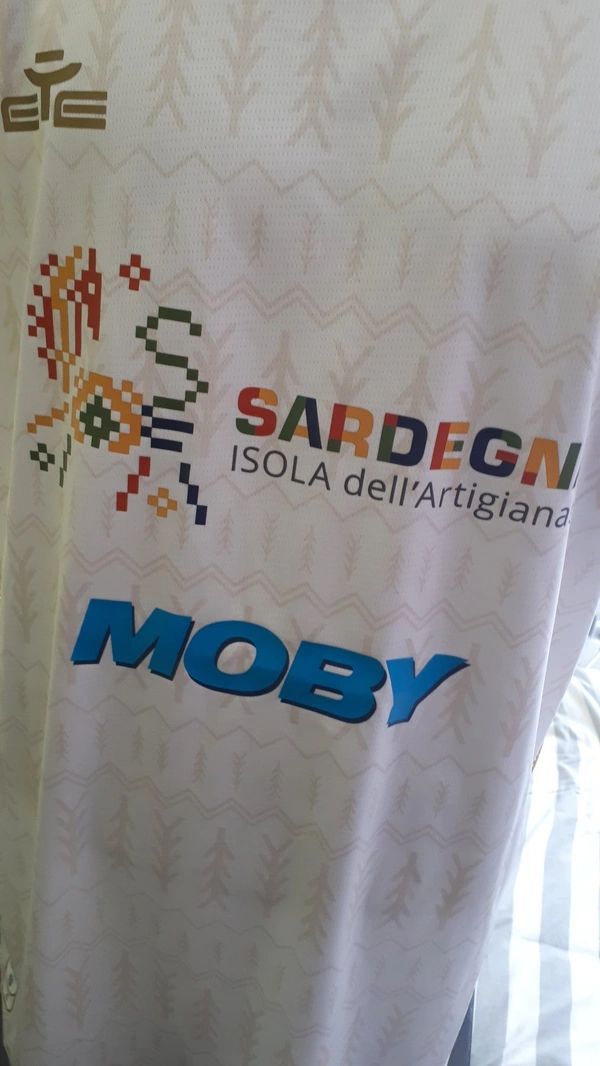 EYE
SARDEGN
ISOLA dell'Artigiana
MOBY